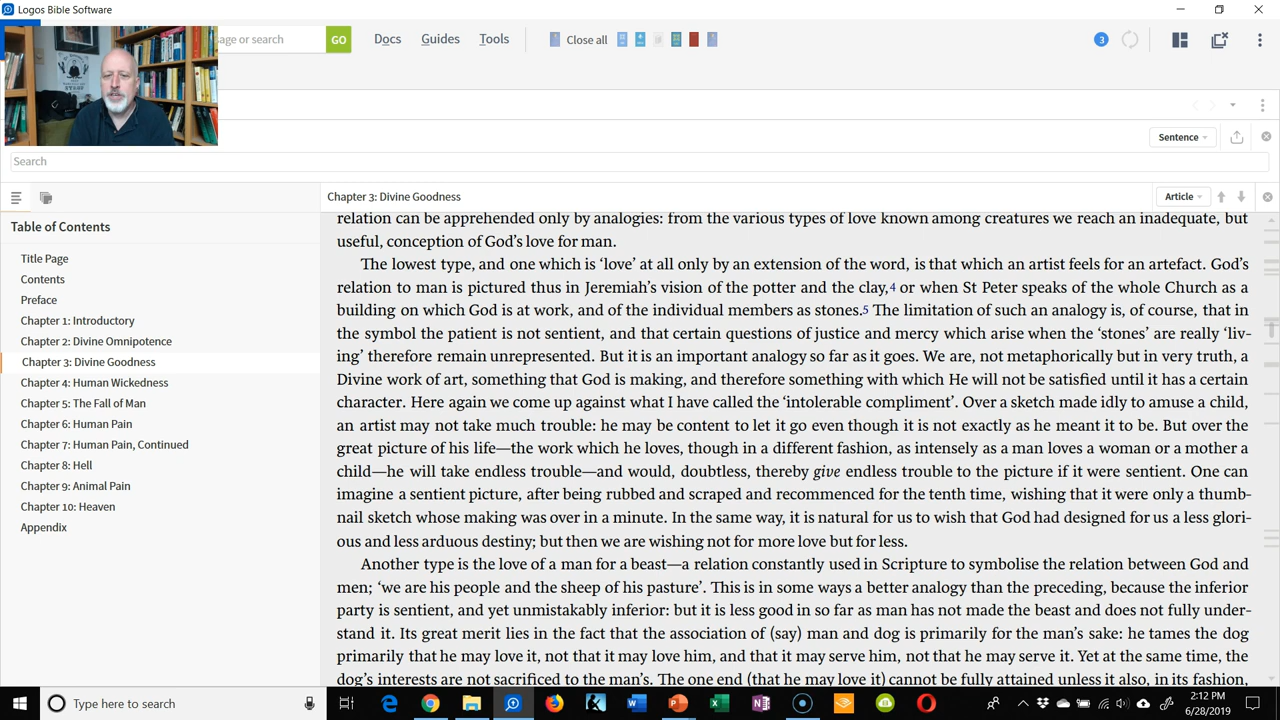 Logos Bible Software
age or search
GO
Docs
Guides
Tools
Close all
3
Sentence
Search
Chapter 3: Divine Goodness
Article
Table of Contents
Title Page
Contents
Preface
Chapter 1: Introductory
Chapter 2: Divine Omnipotence
Chapter 3: Divine Goodness
Chapter 4: Human Wickedness
Chapter 5: The Fall of Man
Chapter 6: Human Pain
Chapter 7: Human Pain, Continued
Chapter 8: Hell
Chapter 9: Animal Pain
Chapter 10: Heaven
Appendix
relation can be apprehended only by analogies: from the various types of love known among creatures we reach an inadequate, but
useful, conception of God’s love for man.
The lowest type, and one which is ‘love’ at all only by an extension of the word, is that which an artist feels for an artefact. God’s
relation to man is pictured thus in Jeremiah’s vision of the potter and the clay,4 or when St Peter speaks of the whole Church as a
building on which God is at work, and of the individual members as stones.5 The limitation of such an analogy is, of course, that in
the symbol the patient is not sentient, and that certain questions of justice and mercy which arise when the ‘stones’ are really ‘liv-
ing’ therefore remain unrepresented. But it is an important analogy so far as it goes. We are, not metaphorically but in very truth, a
Divine work of art, something that God is making, and therefore something with which He will not be satisfied until it has a certain
character. Here again we come up against what I have called the ‘intolerable compliment’. Over a sketch made idly to amuse a child,
an artist may not take much trouble: he may be content to let it go even though it is not exactly as he meant it to be. But over the
great picture of his life—the work which he loves, though in a different fashion, as intensely as a man loves a woman or a mother a
child—he will take endless trouble—and would, doubtless, thereby give endless trouble to the picture if it were sentient. One can
imagine a sentient picture, after being rubbed and scraped and recommenced for the tenth time, wishing that it were only a thumb-
nail sketch whose making was over in a minute. In the same way, it is natural for us to wish that God had designed for us a less glori-
ous and less arduous destiny; but then we are wishing not for more love but for less.
Another type is the love of a man for a beast—a relation constantly used in Scripture to symbolise the relation between God and
men; ‘we are his people and the sheep of his pasture’. This is in some ways a better analogy than the preceding, because the inferior
party is sentient, and yet unmistakably inferior: but it is less good in so far as man has not made the beast and does not fully under-
stand it. Its great merit lies in the fact that the association of (say) man and dog is primarily for the man’s sake: he tames the dog
primarily that he may love it, not that it may love him, and that it may serve him, not that he may serve it. Yet at the same time, the
dog’s interests are not sacrificed to the man’s. The one end (that he may love it) cannot be fully attained unless it also, in its fashion,
Type here to search
2:12 PM
6/28/2019